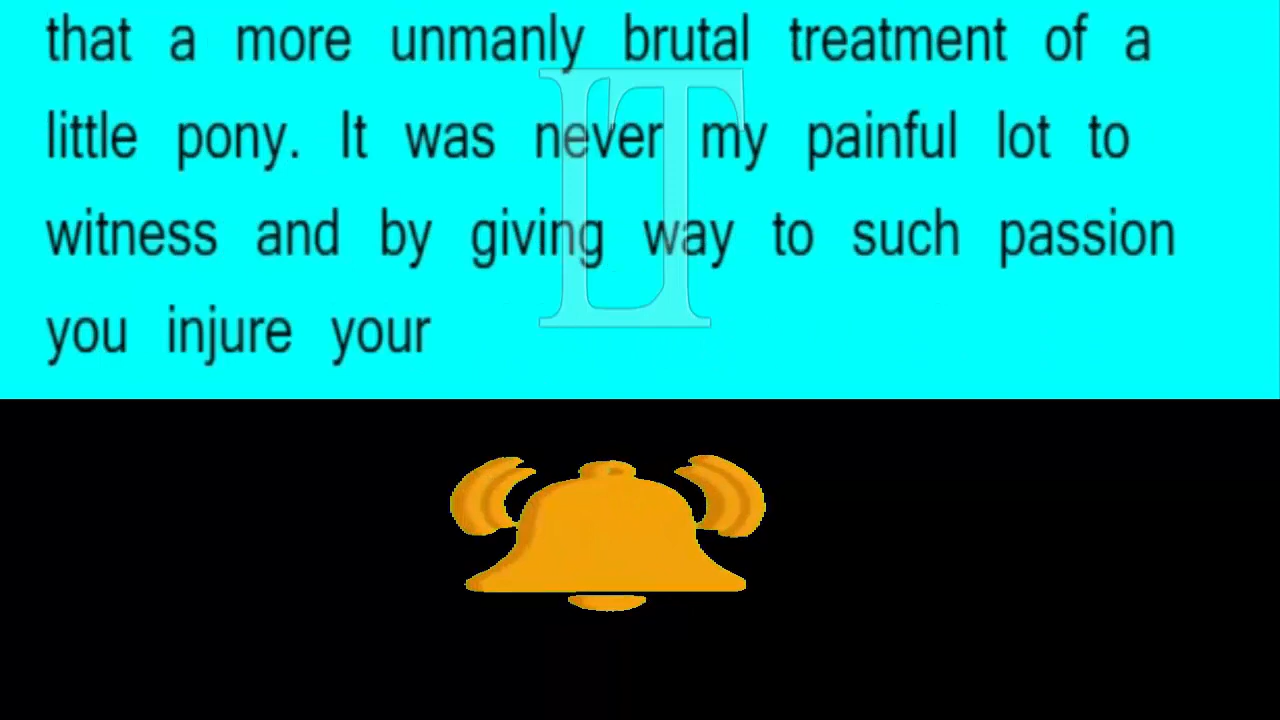 that a more unmanly brutal treatment of a
little pony. It was never my painful lot to
witness and by giving way to such passion
you injure your
LT